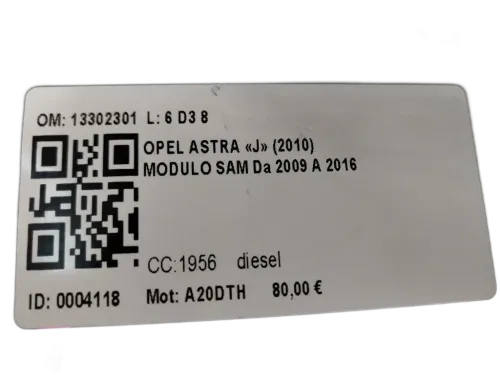 OM: 13302301 L: 6 D3 8
OPEL ASTRA «J» (2010)
MODULO SAM Da 2009 A 2016
CC:1956 diesel
ID: 0004118 Mot: A20DTH 80,00 €